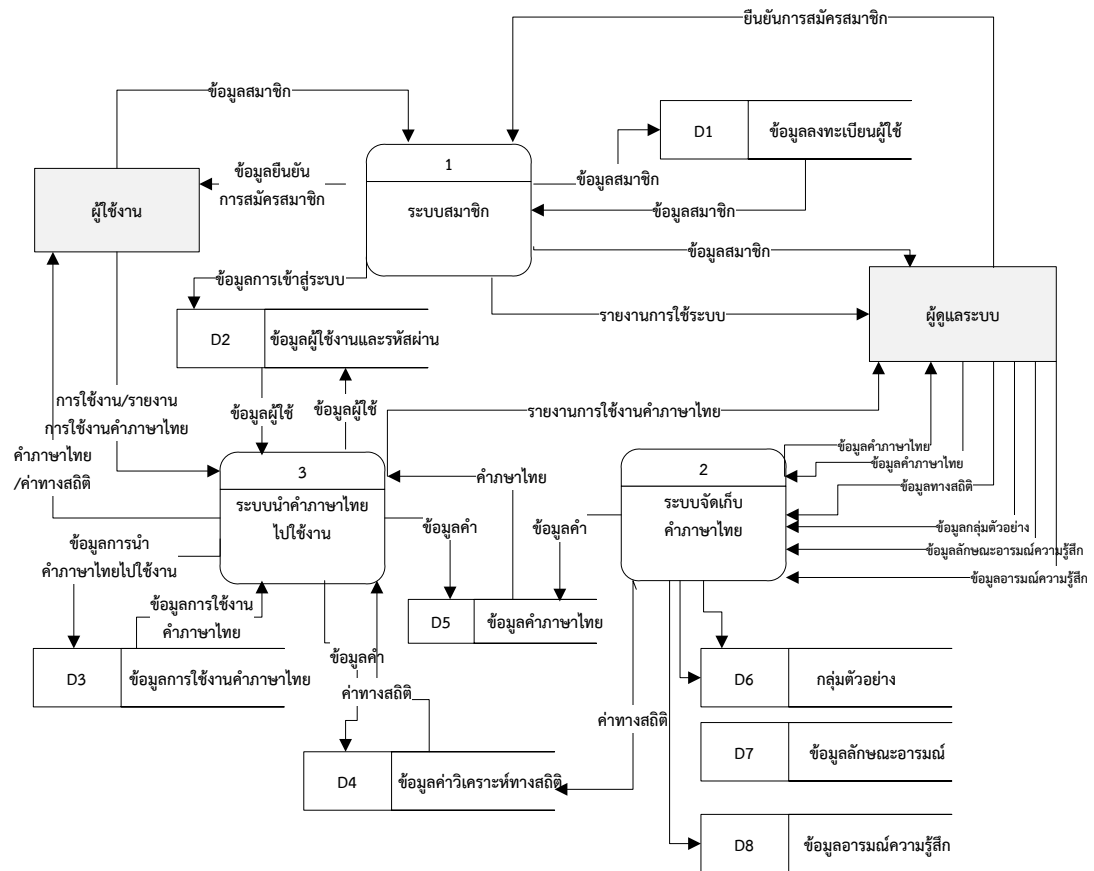 ยืนยันการสมัครสมาชิก
ข้อมูลสมาชิก
D1
ข้อมูลลงทะเบียนผู้ใช้
1
ระบบสมาชิก
ข้อมูลยืนยัน
การสมัครสมาชิก
ข้อมูลสมาชิก
ผู้ใช้งาน
ข้อมูลสมาชิก
ข้อมูลสมาชิก
ข้อมูลการเข้าสู่ระบบ
รายงานการใช้ระบบ
ผู้ดูแลระบบ
D2
ข้อมูลผู้ใช้งานและรหัสผ่าน
การใช้งาน/รายงาน
การใช้งานคำภาษาไทย
ข้อมูลผู้ใช้
ข้อมูลผู้ใช้
รายงานการใช้งานคำภาษาไทย
คำภาษาไทย
/ค่าทางสถิติ
3
ระบบนำคำภาษาไทย
ไปใช้งาน
คำภษาไทย
2
ระบบจัดเก็บ
คำภาษาไทย
ข้อมูลคำภาษาไทย
ข้อมูลคำภาษาไทย
ข้อมูลทางสถิติ
ข้อมูลกลุ่มตัวอย่าง
ข้อมูลลักษณะอารมณ์ความรู้สึก
ข้อมูลอารมณ์ความรู้สึก
ข้อมูลคำ
ข้อมูลคำ
ข้อมูลการนำ
คำภาษาไทยไปใช้งาน
ข้อมูลการใช้งาน
คำภาษาไทย
D5
ข้อมูลคำภาษาไทย
D3
ข้อมูลการใช้งานคำภาษาไทย
ข้อมูลคำ
ค่าทางสถิติ
D6
กลุ่มตัวอย่าง
ค่าทางสถิติ
D7
ข้อมูลลักษณะอารมณ์
D4
ข้อมูลค่าวิเคราะห์ทางสถิติ
D8
ข้อมูลอารมณ์ความรู้สึก